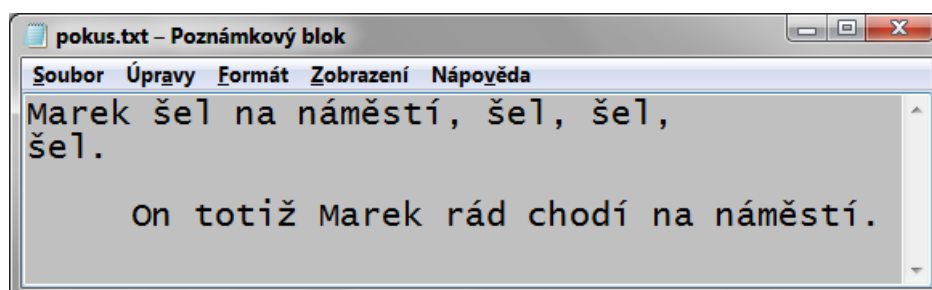 pokus.txt – Poznámkový blok
Soubor Úpravy Formát Zobrazení Nápověda
Marek šel na náměstí, šel, šel,
šel.
On totiž Marek rád chodí na náměstí.